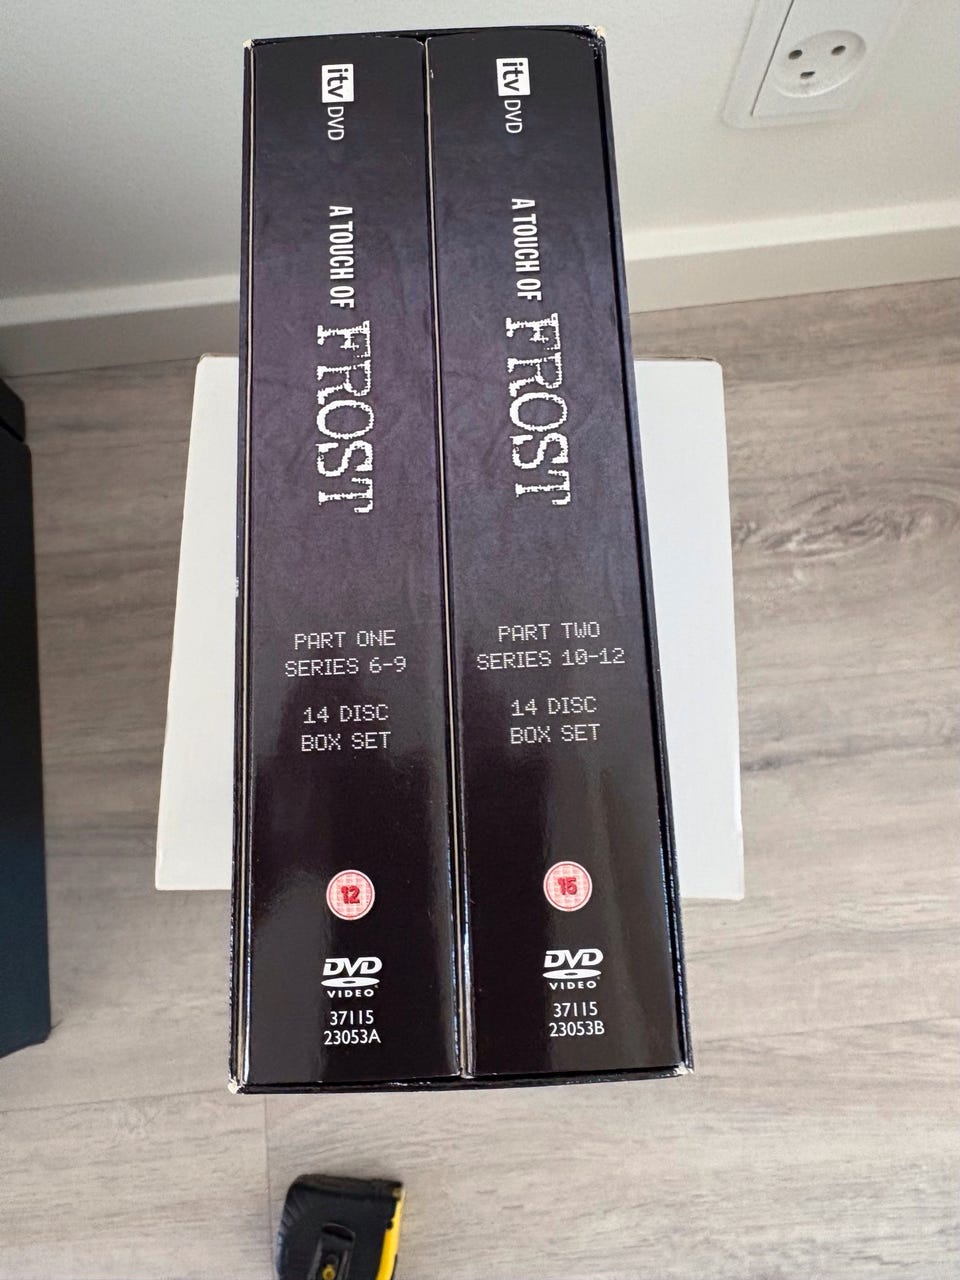 itv DVD
A TOUCH OF FROST
PART ONE
SERIES 6-9
14 DISC
BOX SET
12
DVD
VIDEO
37115
23053A
itv DVD
A TOUCH OF FROST
PART TWO
SERIES 10-12
14 DISC
BOX SET
15
DVD
VIDEO
37115
23053B